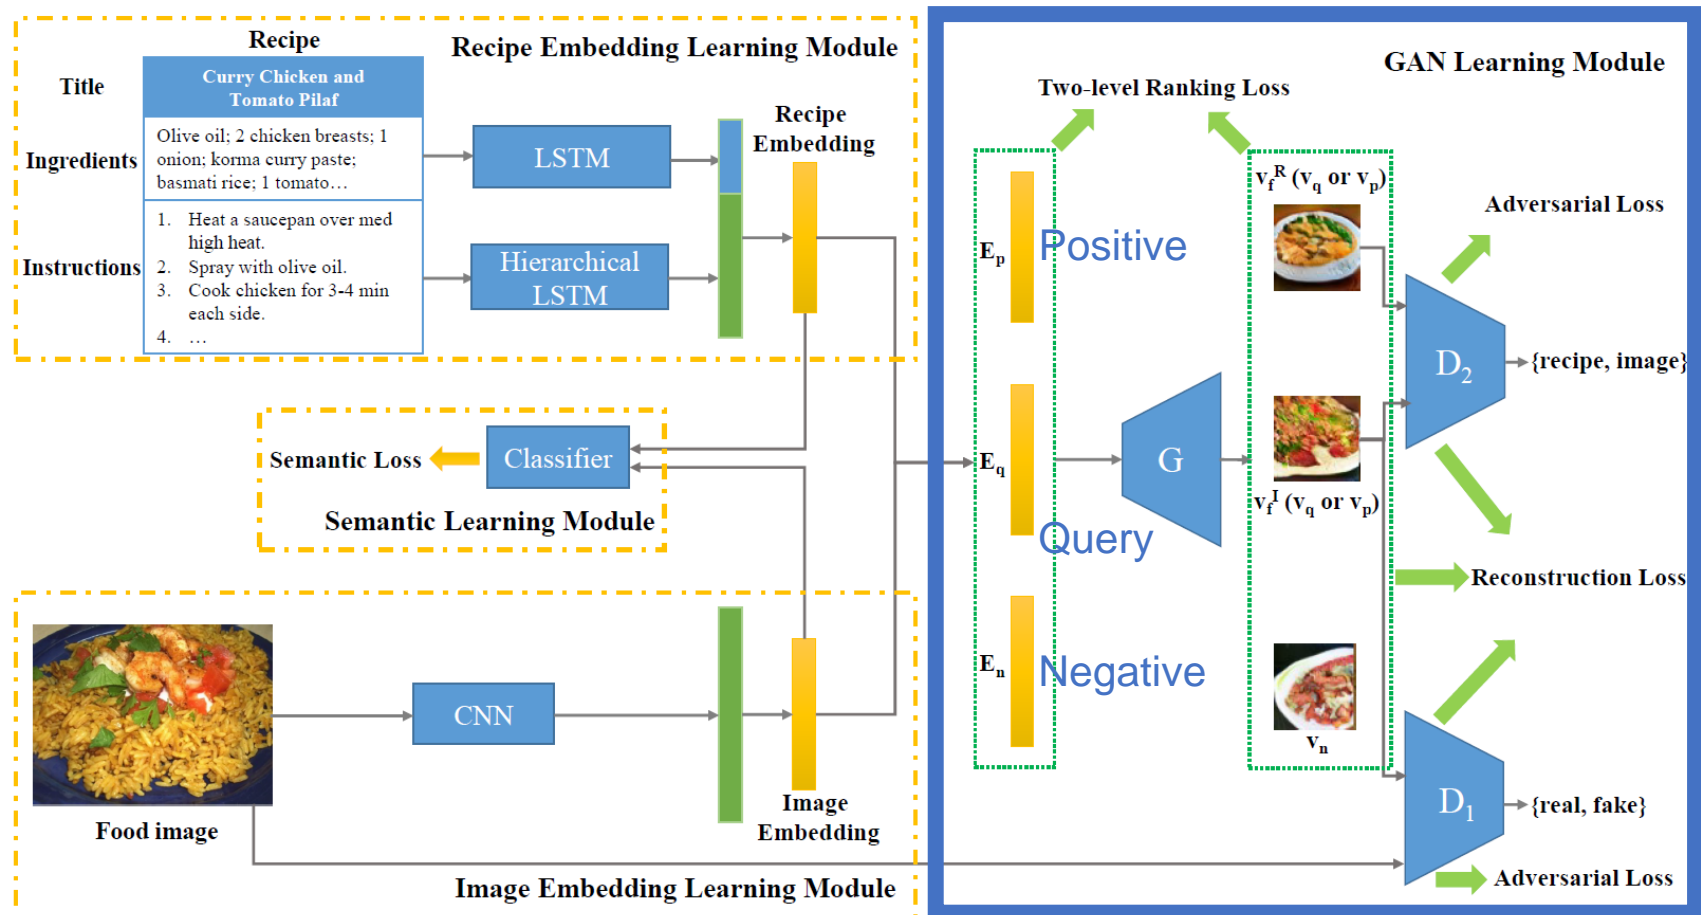 Recipe
Recipe Embedding Learning Module
Title
Curry Chicken and
Tomato Pilaf
Ingredients
Olive oil; 2 chicken breasts; 1
onion; korma curry paste;
basmati rice; 1 tomato…
Instructions
1. Heat a saucepan over med
high heat.
2. Spray with olive oil.
3. Cook chicken for 3-4 min
each side.
4. …
LSTM
Hierarchical
LSTM
Recipe
Embedding
Semantic Loss
Classifier
Semantic Learning Module
Food image
CNN
Image
Embedding
Image Embedding Learning Module
GAN Learning Module
Two-level Ranking Loss
E_p
Positive
E_q
Query
E_n
Negative
G
v_f^R (v_q or v_p)
v_f^I (v_q or v_p)
v_n
Adversarial Loss
D_2
{recipe, image}
Reconstruction Loss
D_1
{real, fake}
Adversarial Loss